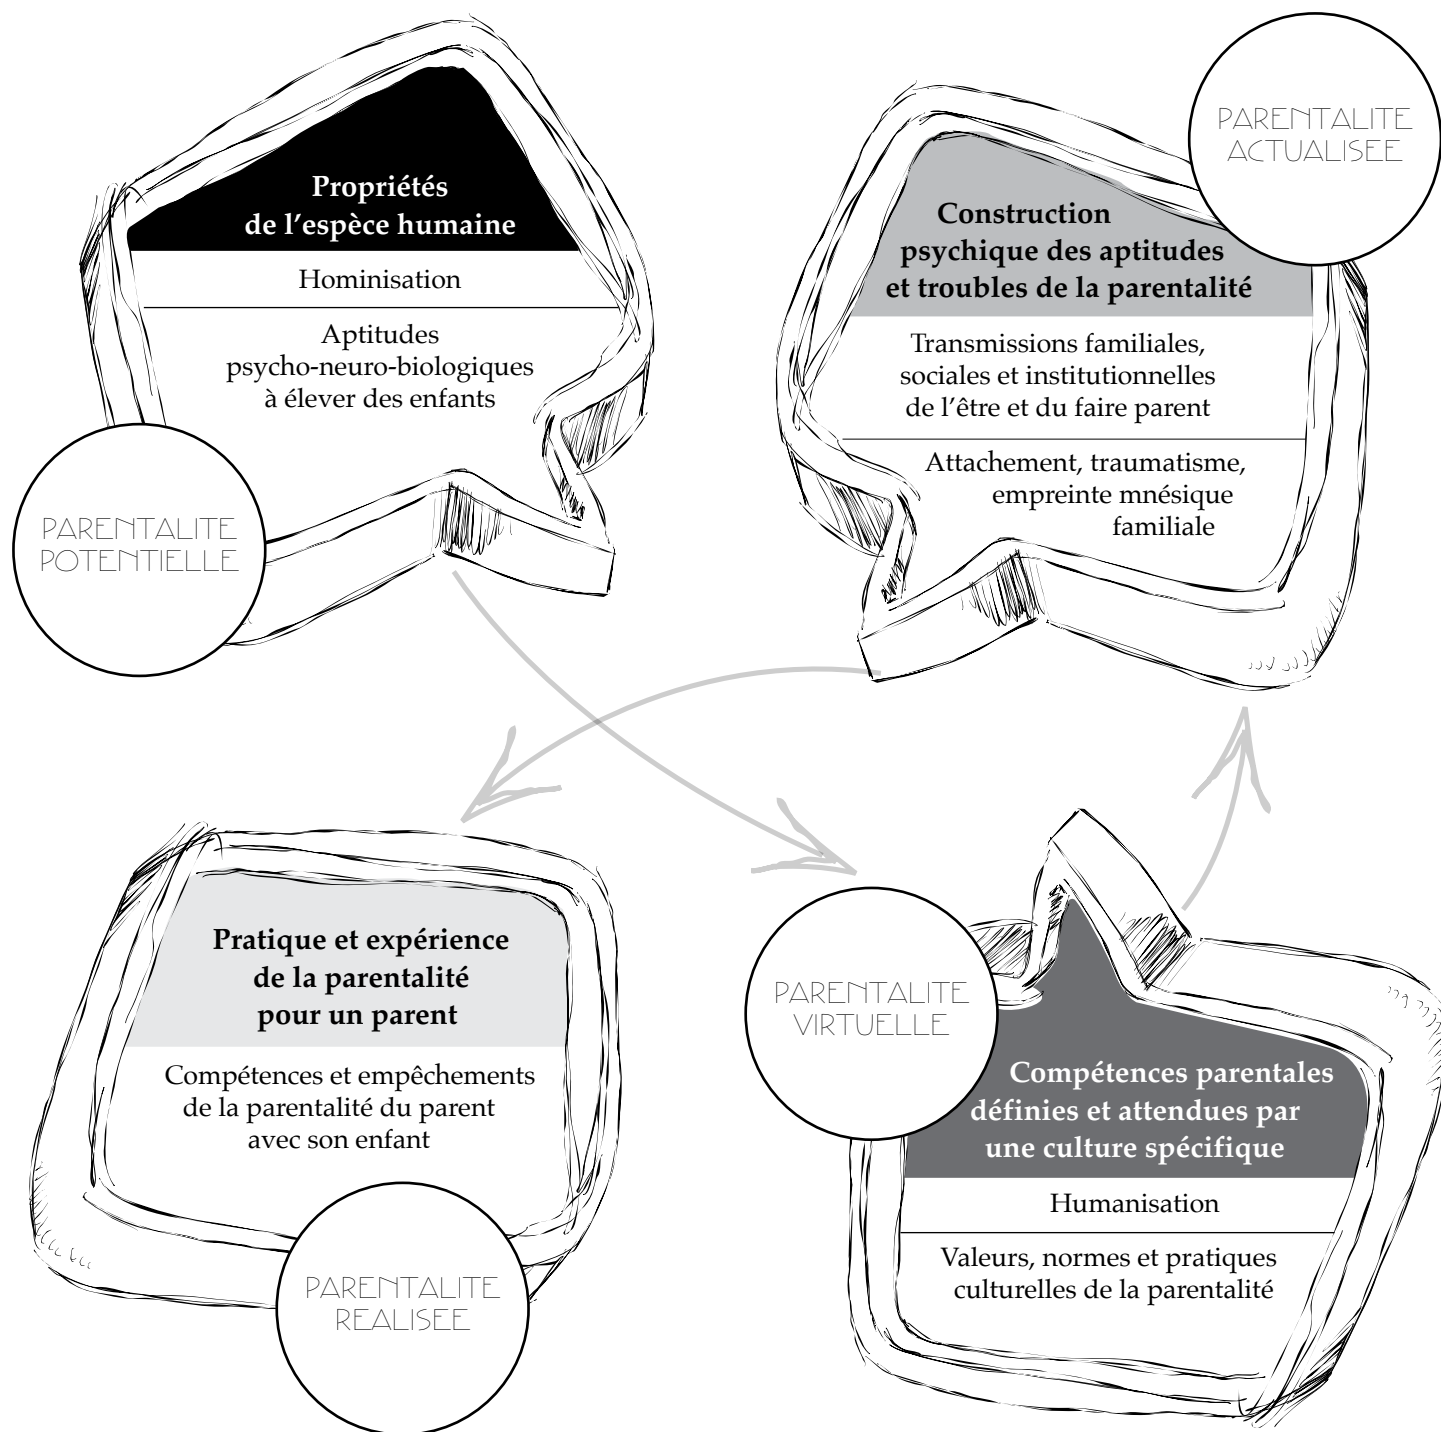 Propriétés
de l’espèce humaine
Hominisation
Aptitudes
psycho-neuro-biologiques
à élever des enfants
PARENTALITE
POTENTIELLE
PARENTALITE
ACTUALISEE
Construction
psychique des aptitudes
et troubles de la parentalité
Transmissions familiales,
sociales et institutionnelles
de l’être et du faire parent
Attachement, traumatisme,
empreinte mnésique
familiale
Pratique et expérience
de la parentalité
pour un parent
Compétences et empêchements
de la parentalité du parent
avec son enfant
PARENTALITE
REALISEE
PARENTALITE
VIRTUELLE
Compétences parentales
définies et attendues par
une culture spécifique
Humanisation
Valeurs, normes et pratiques
culturelles de la parentalité